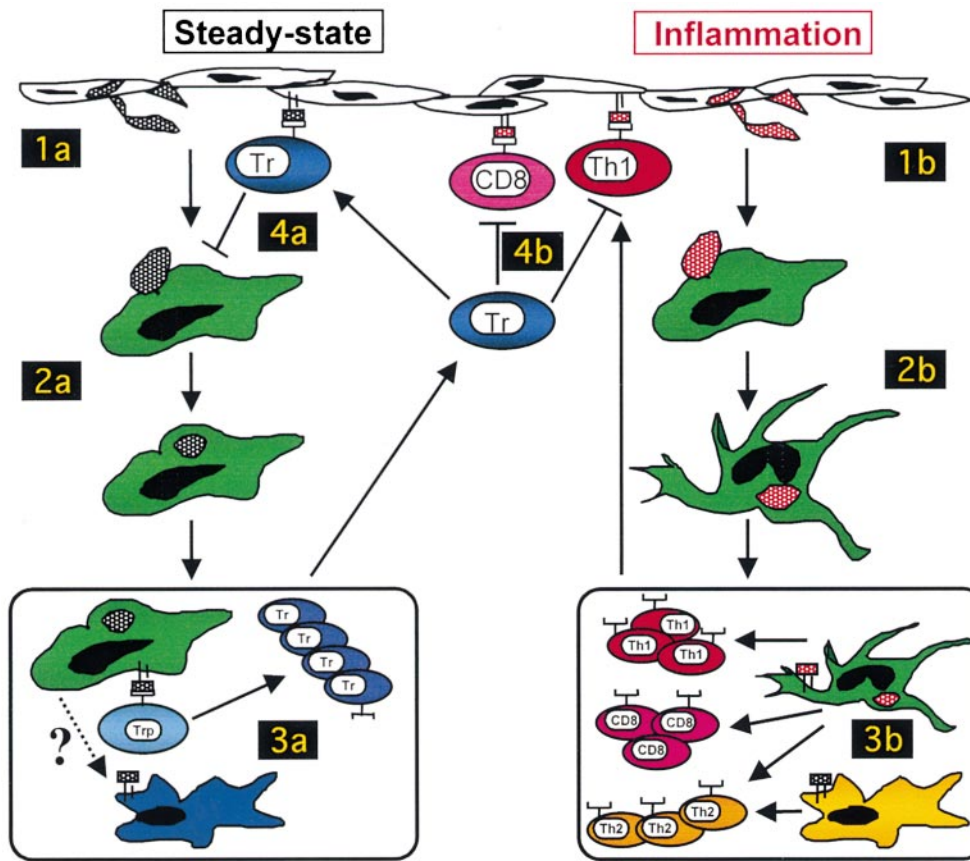 Steady-state
Inflammation
1a
Tr
CD8
Th1
1b
4a
4b
Tr
2a
2b
Tr
Tr
Tr
Tr
Trp
?
3a
Th1
Th1
Th1
CD8
CD8
CD8
3b
Th2
Th2
Th2